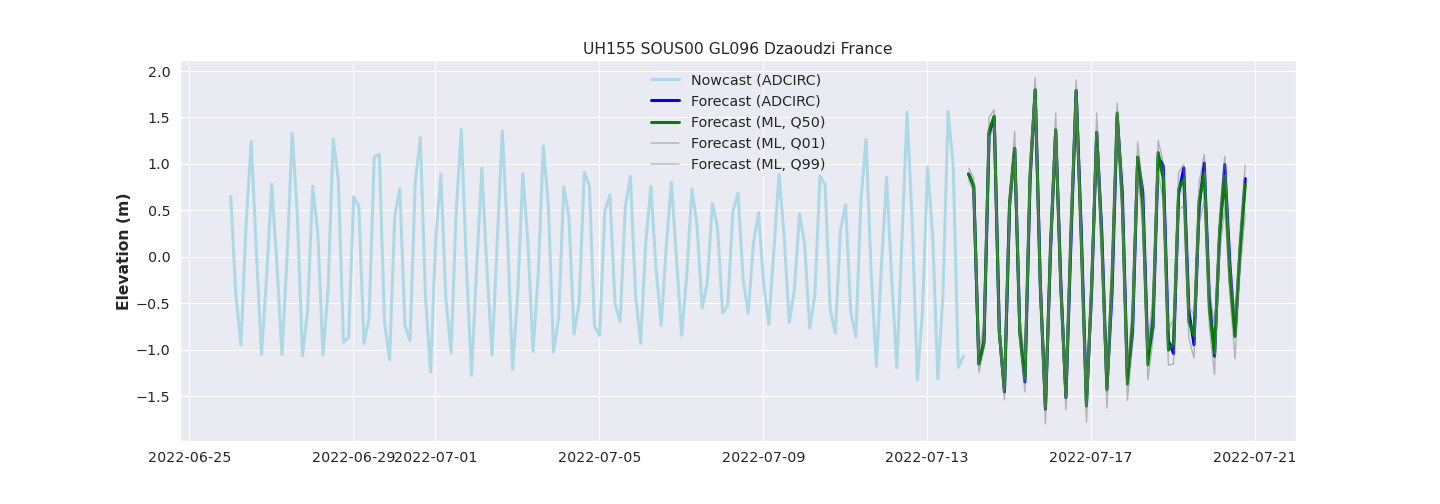 UH155 SOUS00 GL096 Dzaoudzi France
Nowcast (ADCIRC)
Forecast (ADCIRC)
Forecast (ML, Q50)
Forecast (ML, Q01)
Forecast (ML, Q99)
Elevation (m)
2.0
1.5
1.0
0.5
0.0
−0.5
−1.0
−1.5
2022-06-25
2022-06-29
2022-07-01
2022-07-05
2022-07-09
2022-07-13
2022-07-17
2022-07-21